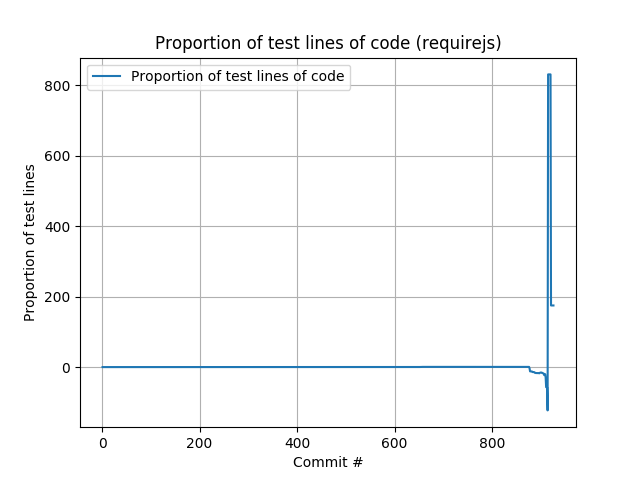 Proportion of test lines of code (requirejs)
Proportion of test lines of code
800
600
400
200
0
Proportion of test lines
0
200
400
600
800
Commit #